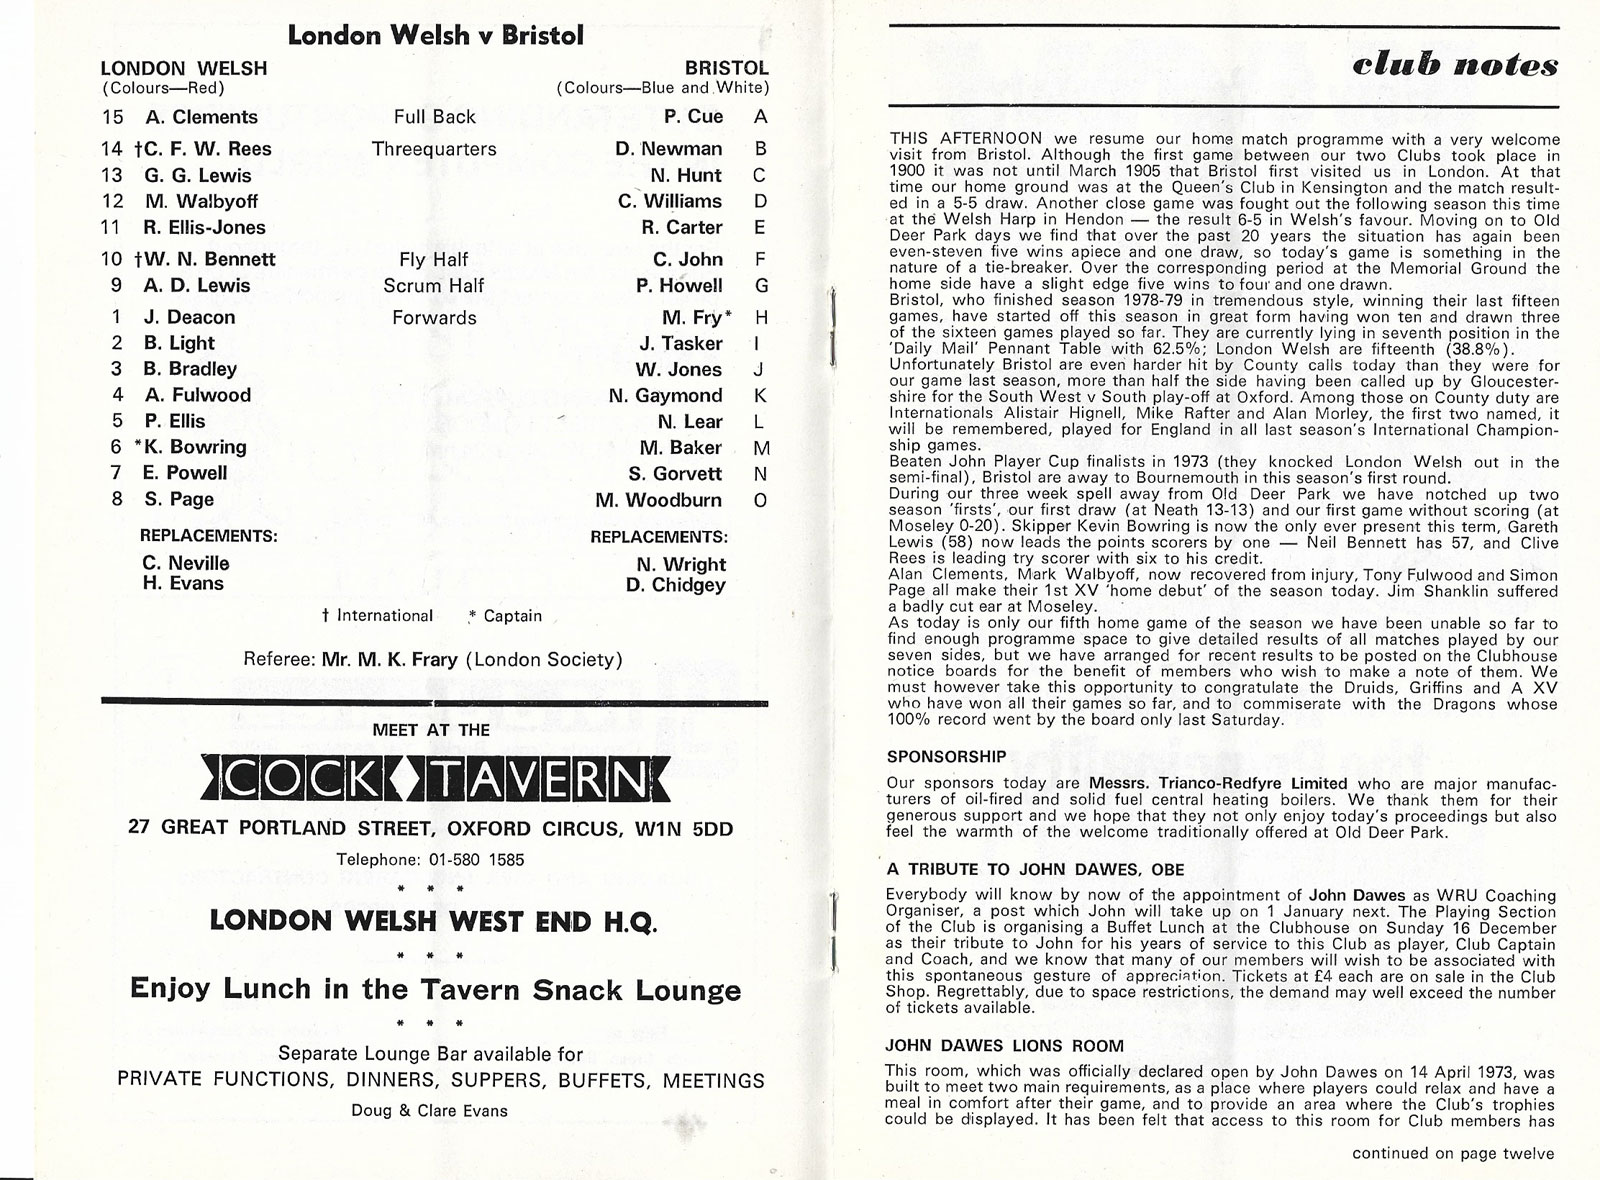 London Welsh v Bristol
LONDON WELSH BRISTOL
(Colours—Red) (Colours—Blue and White)
15 A. Clements Full Back P. Cue A
14 †C. F. W. Rees Threequarters D. Newman B
13 G. G. Lewis N. Hunt C
12 M. Walbyoff C. Williams D
11 R. Ellis-Jones R. Carter E
10 †W. N. Bennett Fly Half C. John F
9 A. D. Lewis Scrum Half P. Howell G
1 J. Deacon Forwards M. Fry* H
2 B. Light J. Tasker I
3 B. Bradley W. Jones J
4 A. Fulwood N. Gaymond K
5 P. Ellis N. Lear L
6 *K. Bowring M. Baker M
7 E. Powell S. Gorvett N
8 S. Page M. Woodburn O
REPLACEMENTS: REPLACEMENTS:
C. Neville N. Wright
H. Evans D. Chidgey
† International * Captain
Referee: Mr. M. K. Frary (London Society)
MEET AT THE
COCK TAVERN
27 GREAT PORTLAND STREET, OXFORD CIRCUS, W1N 5DD
Telephone: 01-580 1585
* * *
LONDON WELSH WEST END H.Q.
* * *
Enjoy Lunch in the Tavern Snack Lounge
* * *
Separate Lounge Bar available for
PRIVATE FUNCTIONS, DINNERS, SUPPERS, BUFFETS, MEETINGS
Doug & Clare Evans
club notes
THIS AFTERNOON we resume our home match programme with a very welcome
visit from Bristol. Although the first game between our two Clubs took place in
1900 it was not until March 1905 that Bristol first visited us in London. At that
time our home ground was at the Queen's Club in Kensington and the match result-
ed in a 5-5 draw. Another close game was fought out the following season this time
at the Welsh Harp in Hendon — the result 6-5 in Welsh's favour. Moving on to Old
Deer Park days we find that over the past 20 years the situation has again been
even-steven five wins apiece and one draw, so today's game is something in the
nature of a tie-breaker. Over the corresponding period at the Memorial Ground the
home side have a slight edge five wins to four and one drawn.
Bristol, who finished season 1978-79 in tremendous style, winning their last fifteen
games, have started off this season in great form having won ten and drawn three
of the sixteen games played so far. They are currently lying in seventh position in the
'Daily Mail' Pennant Table with 62.5%; London Welsh are fifteenth (38.8%).
Unfortunately Bristol are even harder hit by County calls today than they were for
our game last season, more than half the side having been called up by Gloucester-
shire for the South West v South play-off at Oxford. Among those on County duty are
Internationals Alistair Hignell, Mike Rafter and Alan Morley, the first two named, it
will be remembered, played for England in all last season's International Champion-
ship games.
Beaten John Player Cup finalists in 1973 (they knocked London Welsh out in the
semi-final), Bristol are away to Bournemouth in this season's first round.
During our three week spell away from Old Deer Park we have notched up two
season 'firsts', our first draw (at Neath 13-13) and our first game without scoring (at
Moseley 0-20). Skipper Kevin Bowring is now the only ever present this term, Gareth
Lewis (58) now leads the points scorers by one — Neil Bennett has 57, and Clive
Rees is leading try scorer with six to his credit.
Alan Clements, Mark Walbyoff, now recovered from injury, Tony Fulwood and Simon
Page all make their 1st XV 'home debut' of the season today. Jim Shanklin suffered
a badly cut ear at Moseley.
As today is only our fifth home game of the season we have been unable so far to
find enough programme space to give detailed results of all matches played by our
seven sides, but we have arranged for recent results to be posted on the Clubhouse
notice boards for the benefit of members who wish to make a note of them. We
must however take this opportunity to congratulate the Druids, Griffins and A XV
who have won all their games so far, and to commiserate with the Dragons whose
100% record went by the board only last Saturday.
SPONSORSHIP
Our sponsors today are Messrs. Trianco-Redfyre Limited who are major manufac-
turers of oil-fired and solid fuel central heating boilers. We thank them for their
generous support and we hope that they not only enjoy today's proceedings but also
feel the warmth of the welcome traditionally offered at Old Deer Park.
A TRIBUTE TO JOHN DAWES, OBE
Everybody will know by now of the appointment of John Dawes as WRU Coaching
Organiser, a post which John will take up on 1 January next. The Playing Section
of the Club is organising a Buffet Lunch at the Clubhouse on Sunday 16 December
as their tribute to John for his years of service to this Club as player, Club Captain
and Coach, and we know that many of our members will wish to be associated with
this spontaneous gesture of appreciation. Tickets at £4 each are on sale in the Club
Shop. Regrettably, due to space restrictions, the demand may well exceed the number
of tickets available.
JOHN DAWES LIONS ROOM
This room, which was officially declared open by John Dawes on 14 April 1973, was
built to meet two main requirements, as a place where players could relax and have a
meal in comfort after their game, and to provide an area where the Club's trophies
could be displayed. It has been felt that access to this room for Club members has
continued on page twelve